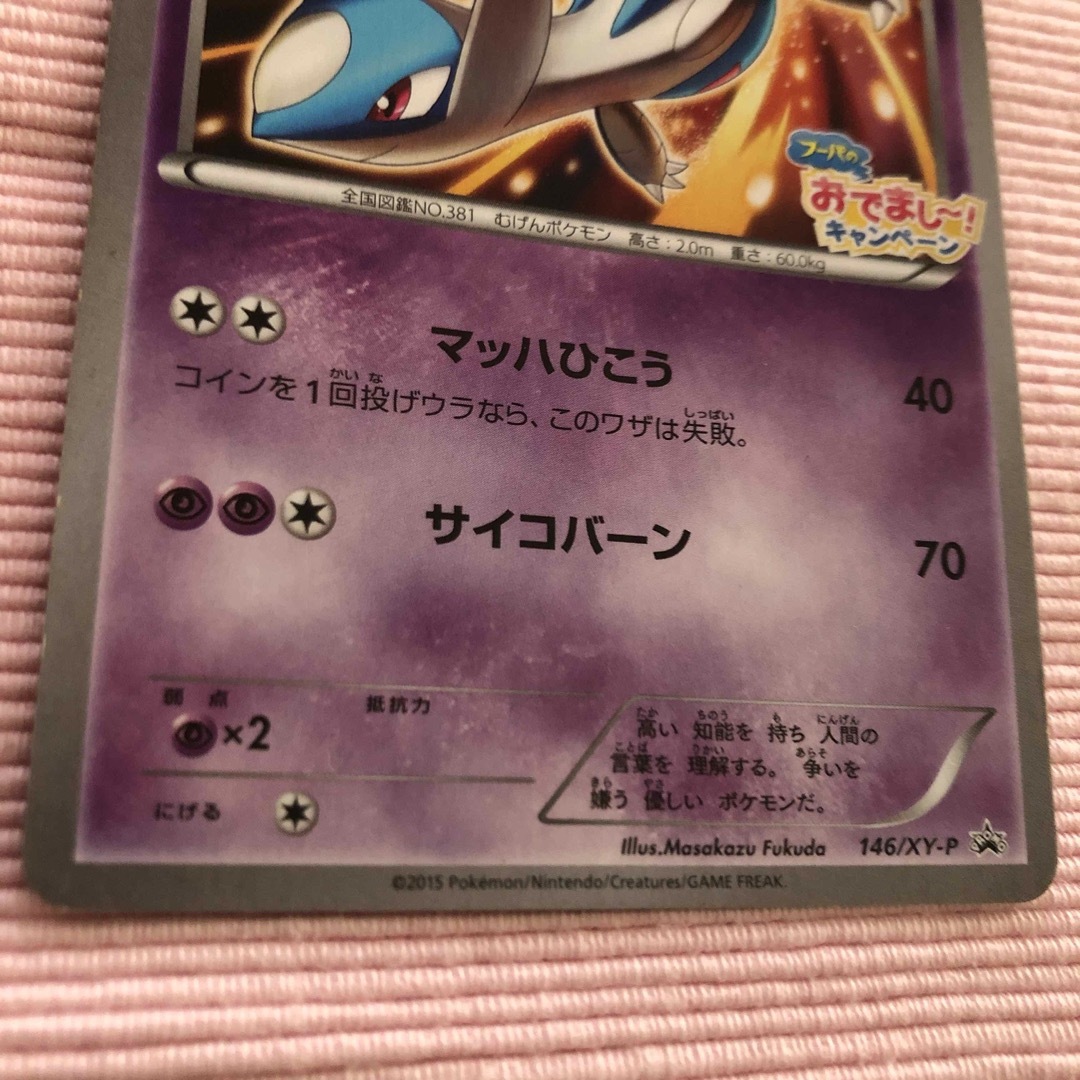 フーパの
おでまし～!
キャンペーン
全国図鑑NO.381 むげんポケモン 高さ：2.0m 重さ：60.0kg
マッハひこう 40
コインを1回投げウラなら、このワザは失敗。
サイコバーン 70
弱点 抵抗力
×2
にげる
高い 知能を 持ち 人間の
言葉を 理解する。 争いを
嫌う 優しい ポケモンだ。
Illus.Masakazu Fukuda 146/XY-P
©2015 Pokémon/Nintendo/Creatures/GAME FREAK.